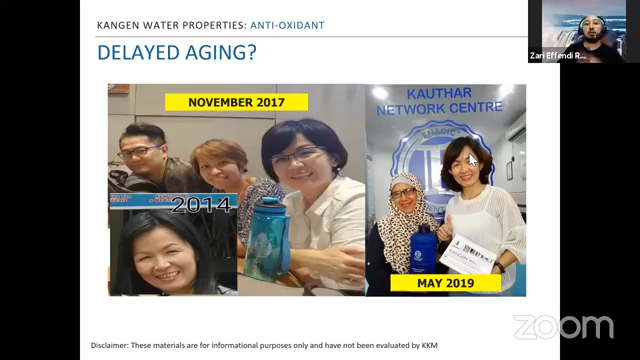 KANGEN WATER PROPERTIES: ANTI-OXIDANT
DELAYED AGING?
NOVEMBER 2017
2014
KAUTHAR
NETWORK CENTRE
ENAGIC
MAY 2019
Zari Effendi R...
Disclaimer: These materials are for informational purposes only and have not been evaluated by KKM
zoom